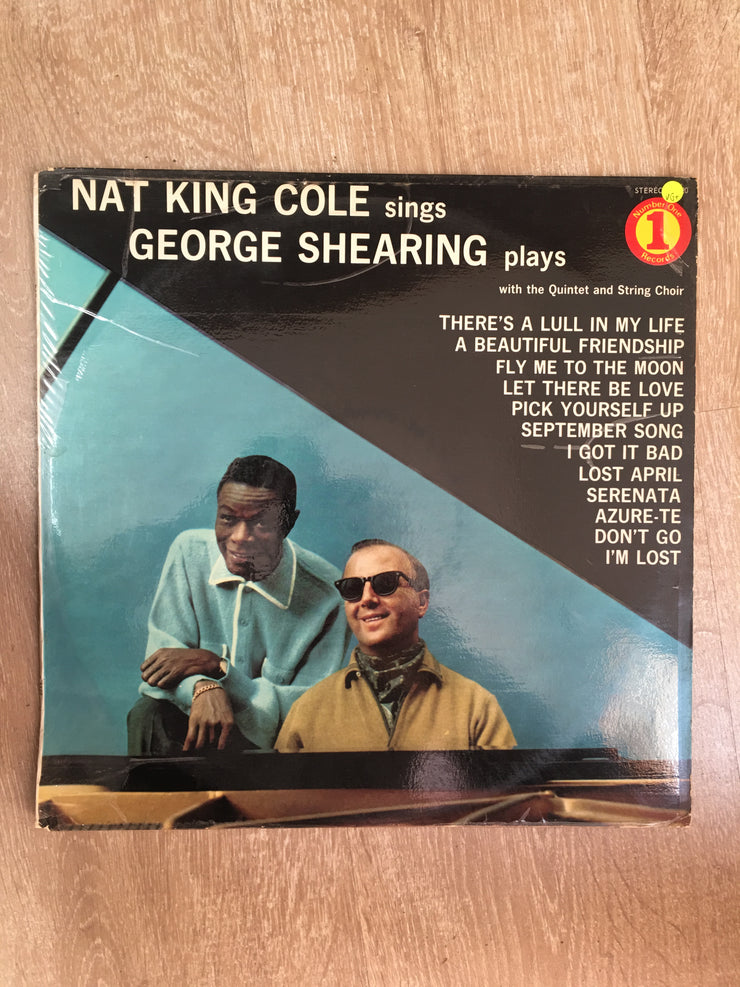 NAT KING COLE sings
GEORGE SHEARING plays
with the Quintet and String Choir
STEREO
Number One
1
Records
THERE'S A LULL IN MY LIFE
A BEAUTIFUL FRIENDSHIP
FLY ME TO THE MOON
LET THERE BE LOVE
PICK YOURSELF UP
SEPTEMBER SONG
I GOT IT BAD
LOST APRIL
SERENATA
AZURE-TE
DON'T GO
I'M LOST